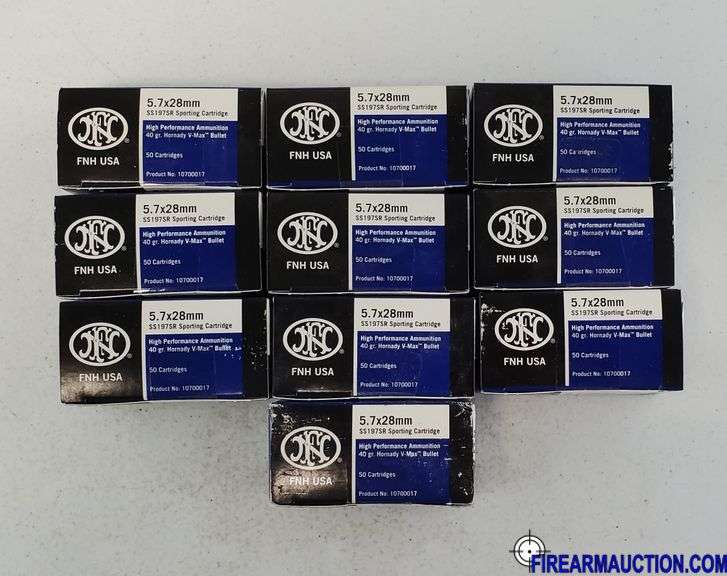 5.7x28mm
SS197SR Sporting Cartridge
High Performance Ammunition
40 gr. Hornady V-Max™ Bullet
50 Cartridges
Product No: 10700017
FN
®
FNH USA
5.7x28mm
SS197SR Sporting Cartridge
High Performance Ammunition
40 gr. Hornady V-Max™ Bullet
50 Cartridges
Product No: 10700017
FN
®
FNH USA
5.7x28mm
SS197SR Sporting Cartridge
High Performance Ammunition
40 gr. Hornady V-Max™ Bullet
50 Cartridges
Product No: 10700017
FN
®
FNH USA
5.7x28mm
SS197SR Sporting Cartridge
High Performance Ammunition
40 gr. Hornady V-Max™ Bullet
50 Cartridges
Product No: 10700017
FN
®
FNH USA
5.7x28mm
SS197SR Sporting Cartridge
High Performance Ammunition
40 gr. Hornady V-Max™ Bullet
50 Cartridges
Product No: 10700017
FN
®
FNH USA
5.7x28mm
SS197SR Sporting Cartridge
High Performance Ammunition
40 gr. Hornady V-Max™ Bullet
50 Cartridges
Product No: 10700017
FN
®
FNH USA
5.7x28mm
SS197SR Sporting Cartridge
High Performance Ammunition
40 gr. Hornady V-Max™ Bullet
50 Cartridges
Product No: 10700017
FN
®
FNH USA
5.7x28mm
SS197SR Sporting Cartridge
High Performance Ammunition
40 gr. Hornady V-Max™ Bullet
50 Cartridges
Product No: 10700017
FN
®
FNH USA
5.7x28mm
SS197SR Sporting Cartridge
High Performance Ammunition
40 gr. Hornady V-Max™ Bullet
50 Cartridges
Product No: 10700017
FN
®
FNH USA
5.7x28mm
SS197SR Sporting Cartridge
High Performance Ammunition
40 gr. Hornady V-Max™ Bullet
50 Cartridges
Product No: 10700017
FN
®
FNH USA
FIREARMAUCTION.COM